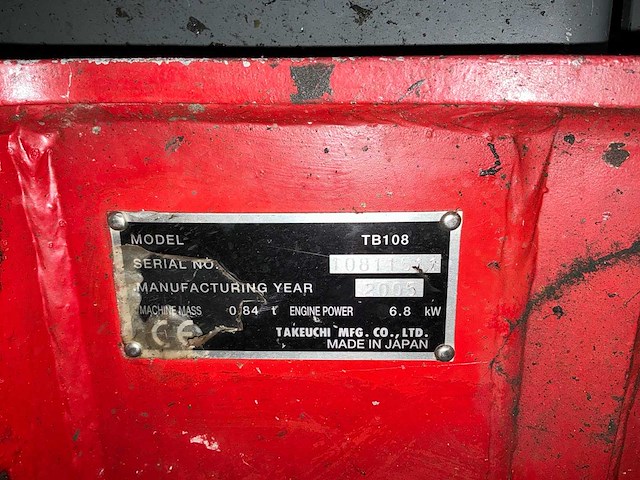 MODEL TB108
SERIAL NO.
MANUFACTURING YEAR 2005
MACHINE MASS 0.84 t ENGINE POWER 6.8 kW
CE TAKEUCHI MFG. CO., LTD.
MADE IN JAPAN